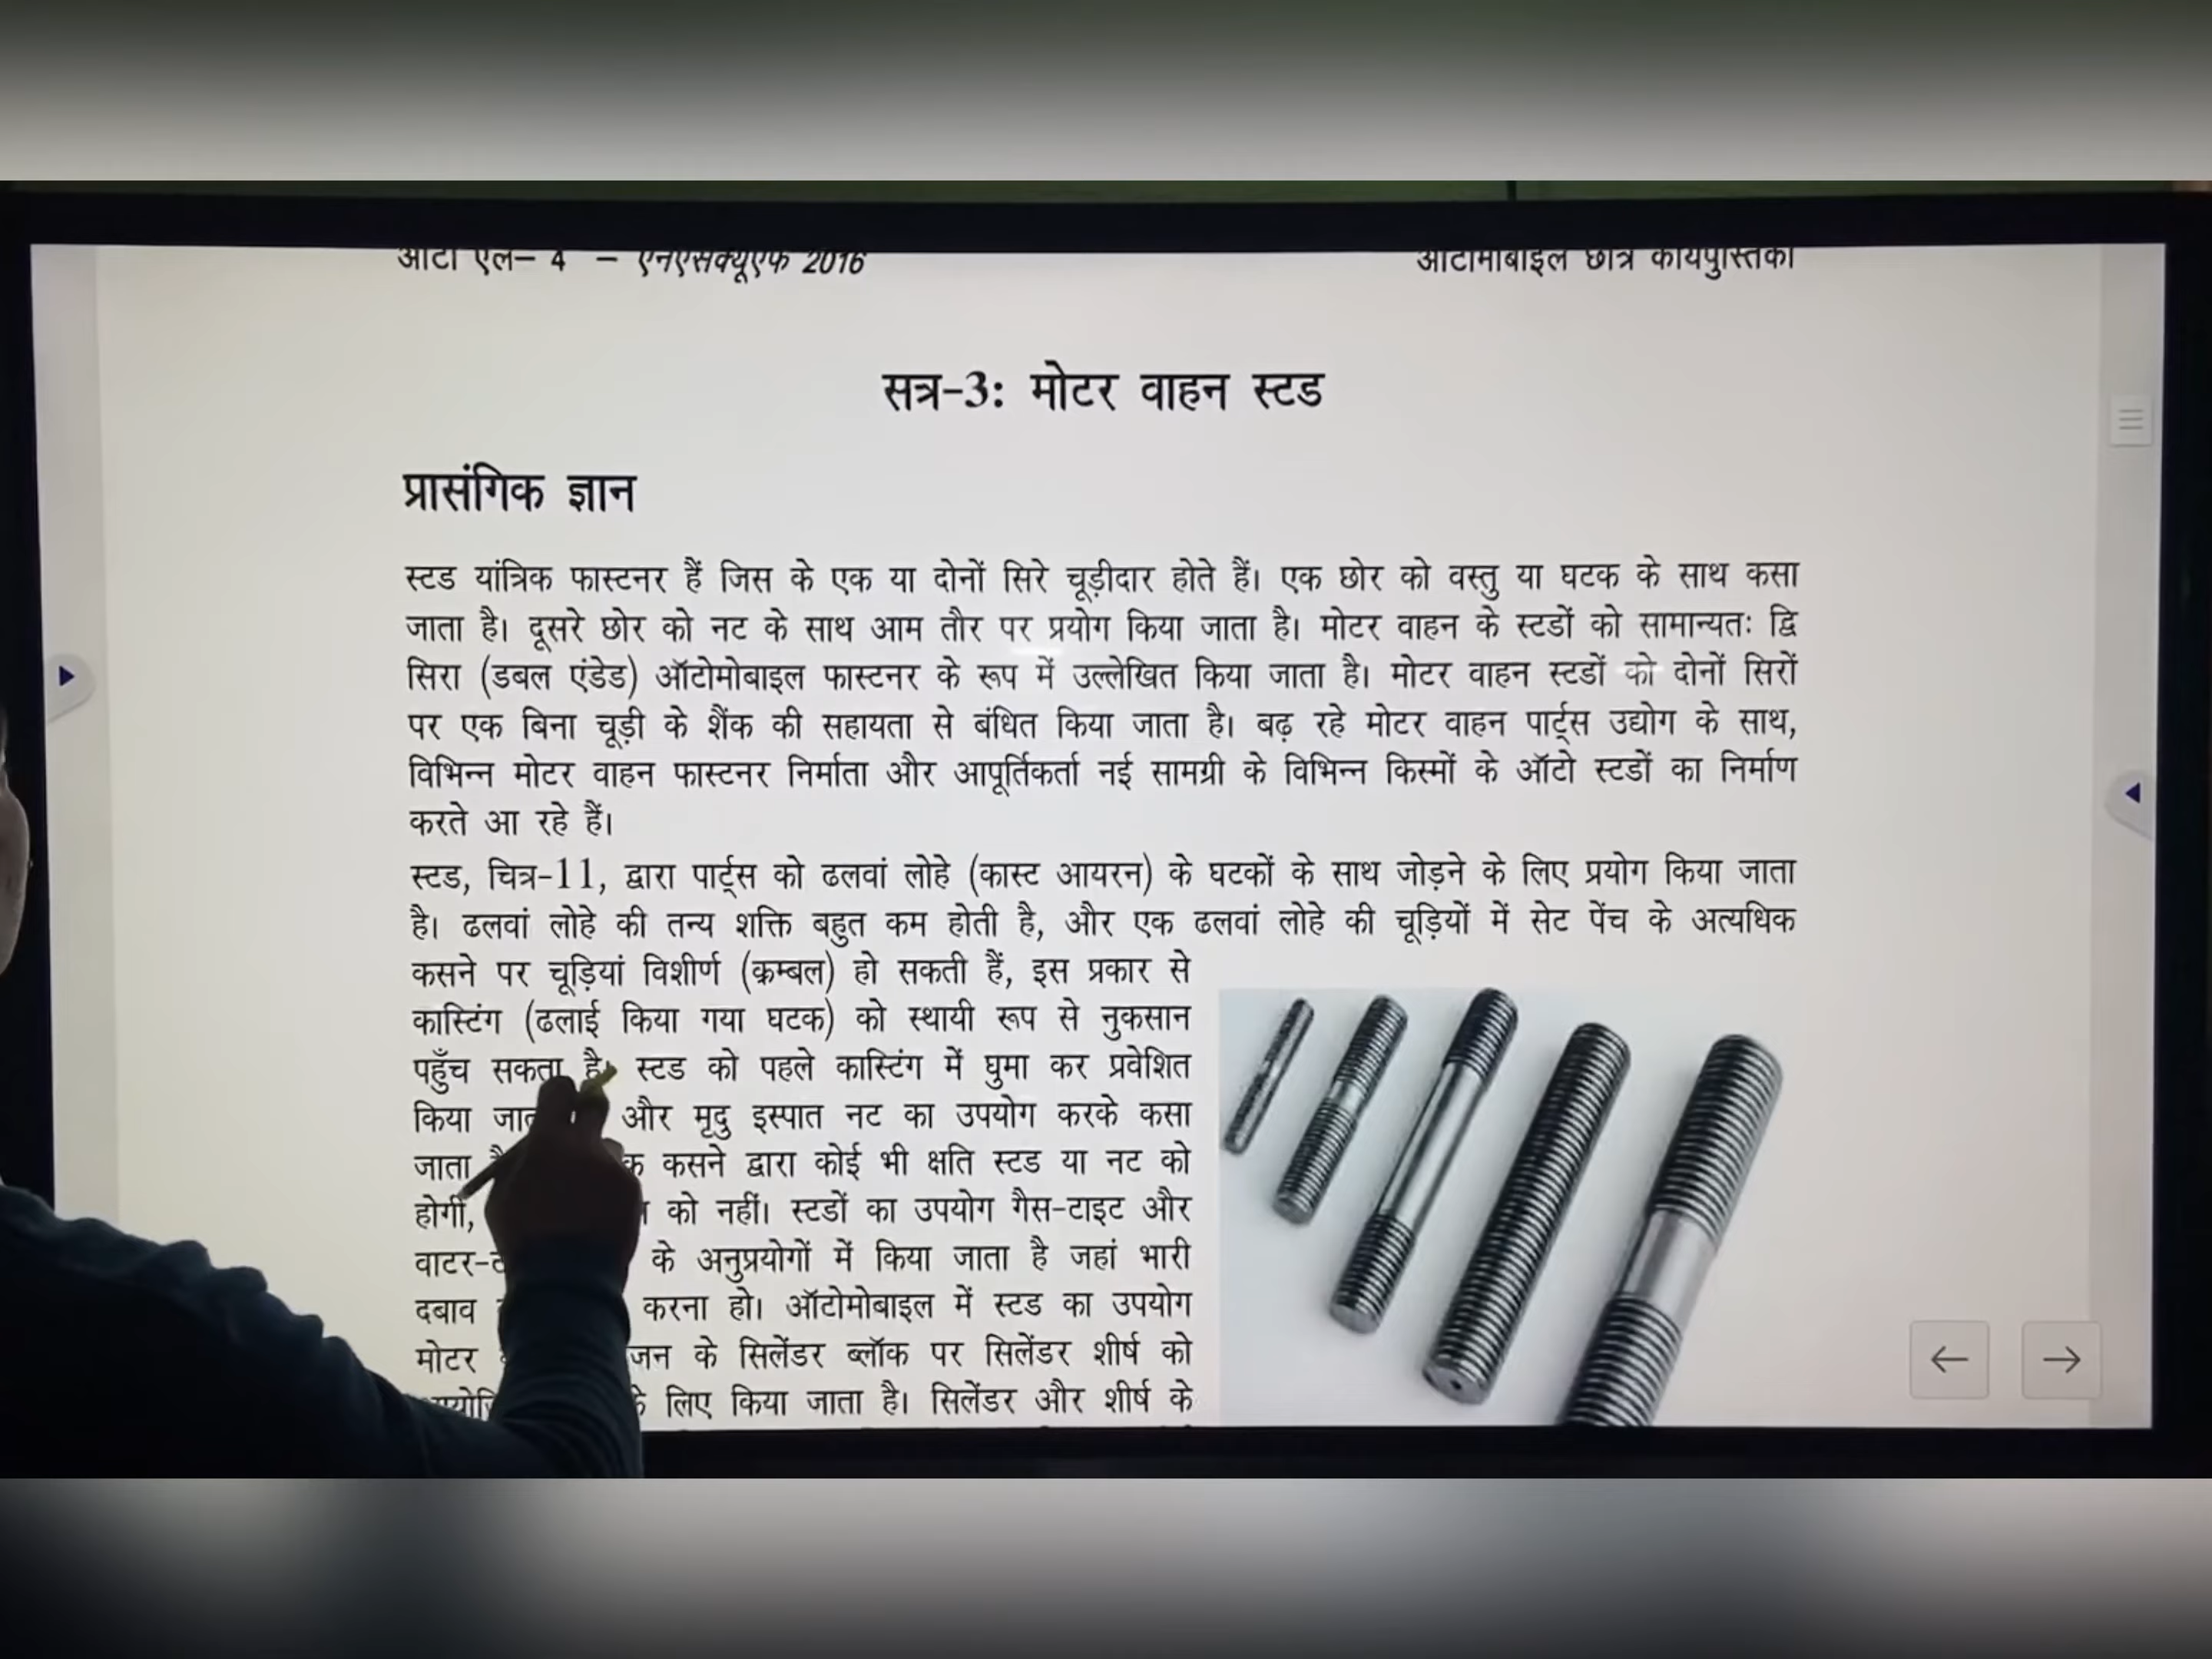 ऑटो एल– 4 – एनएसक्यूएफ 2016 ऑटोमोबाइल छात्र कार्यपुस्तिका
सत्र-3: मोटर वाहन स्टड
प्रासंगिक ज्ञान
स्टड यांत्रिक फास्टनर हैं जिस के एक या दोनों सिरे चूड़ीदार होते हैं। एक छोर को वस्तु या घटक के साथ कसा
जाता है। दूसरे छोर को नट के साथ आम तौर पर प्रयोग किया जाता है। मोटर वाहन के स्टडों को सामान्यतः द्वि
सिरा (डबल एंडेड) ऑटोमोबाइल फास्टनर के रूप में उल्लेखित किया जाता है। मोटर वाहन स्टडों को दोनों सिरों
पर एक बिना चूड़ी के शैंक की सहायता से बंधित किया जाता है। बढ़ रहे मोटर वाहन पार्ट्स उद्योग के साथ,
विभिन्न मोटर वाहन फास्टनर निर्माता और आपूर्तिकर्ता नई सामग्री के विभिन्न किस्मों के ऑटो स्टडों का निर्माण
करते आ रहे हैं।
स्टड, चित्र-11, द्वारा पार्ट्स को ढलवां लोहे (कास्ट आयरन) के घटकों के साथ जोड़ने के लिए प्रयोग किया जाता
है। ढलवां लोहे की तन्य शक्ति बहुत कम होती है, और एक ढलवां लोहे की चूड़ियों में सेट पेंच के अत्यधिक
कसने पर चूड़ियां विशीर्ण (क्रम्बल) हो सकती हैं, इस प्रकार से
कास्टिंग (ढलाई किया गया घटक) को स्थायी रूप से नुकसान
पहुँच सकता है। स्टड को पहले कास्टिंग में घुमा कर प्रवेशित
किया और मृदु इस्पात नट का उपयोग करके कसा
जाता कसने द्वारा कोई भी क्षति स्टड या नट को
होगी, को नहीं। स्टडों का उपयोग गैस-टाइट और
वाटर- के अनुप्रयोगों में किया जाता है जहां भारी
दबाव करना हो। ऑटोमोबाइल में स्टड का उपयोग
मोटर के सिलेंडर ब्लॉक पर सिलेंडर शीर्ष को
लिए किया जाता है। सिलेंडर और शीर्ष के